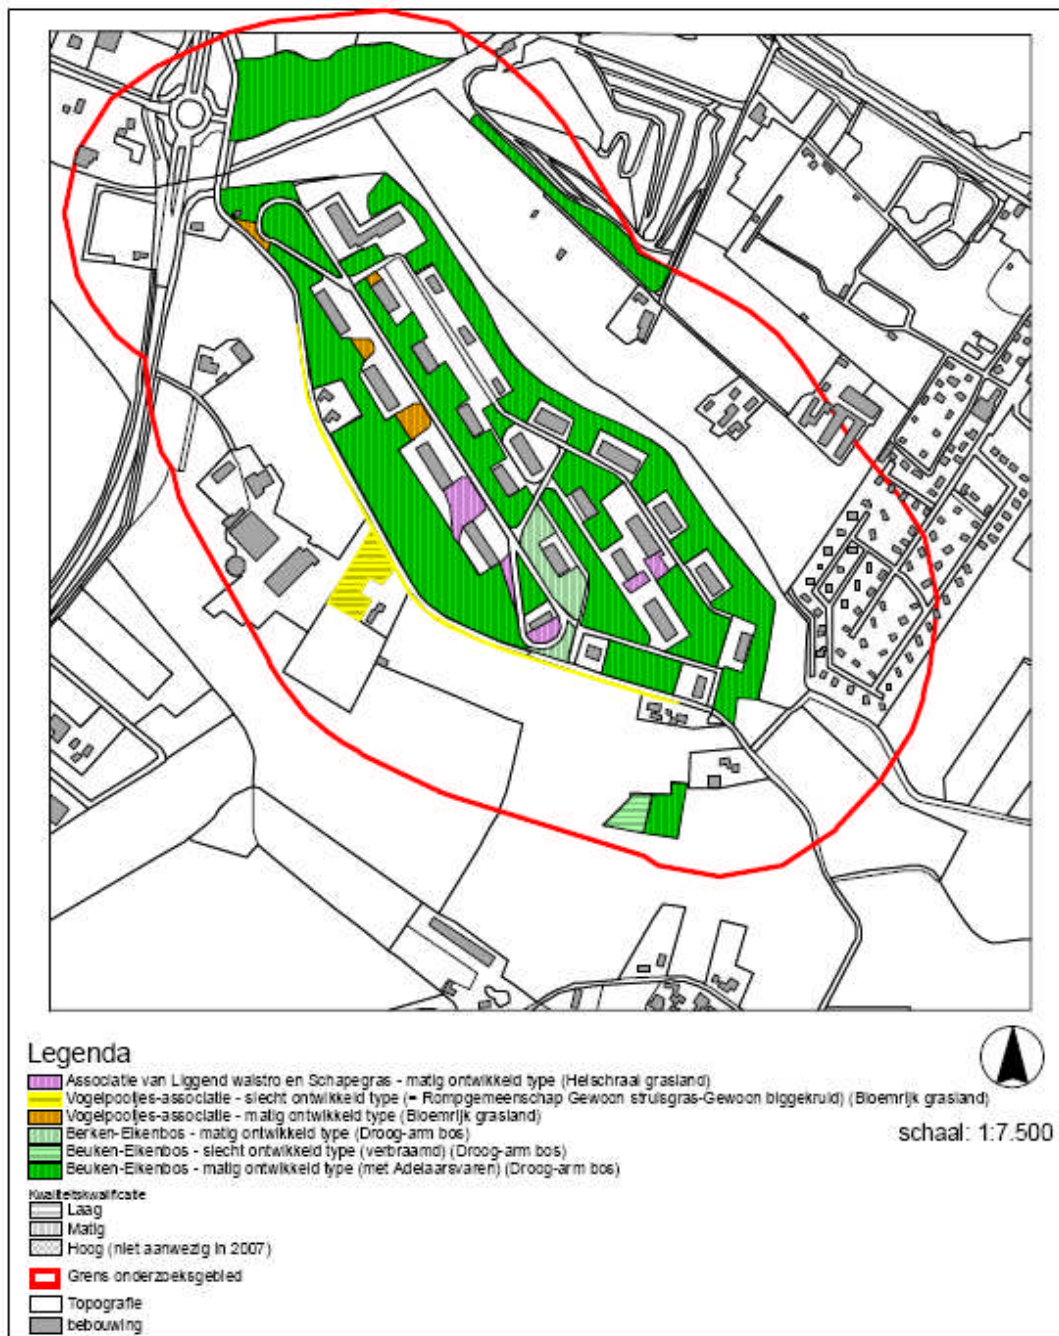 Legenda
Associatie van Liggend walstro en Schapegras - matig ontwikkeld type (Heischraal grasland)
Vogelpootjes-associatie - slecht ontwikkeld type (= Rompgemeenschap Gewoon struisgras-Gewoon biggekruid) (Bloemrijk grasland)
Vogelpootjes-associatie - matig ontwikkeld type (Bloemrijk grasland)
Berken-Eikenbos - matig ontwikkeld type (Droog-arm bos)
schaal: 1:7.500
Beuken-Eikenbos - slecht ontwikkeld type (verbraamd) (Droog-arm bos)
Beuken-Eikenbos - matig ontwikkeld type (met Adelaarsvaren) (Droog-arm bos)
Kwaliteitskwalificatie
Laag
Matig
Hoog (niet aanwezig in 2007)
Grens onderzoeksgebied
Topografie
bebouwing